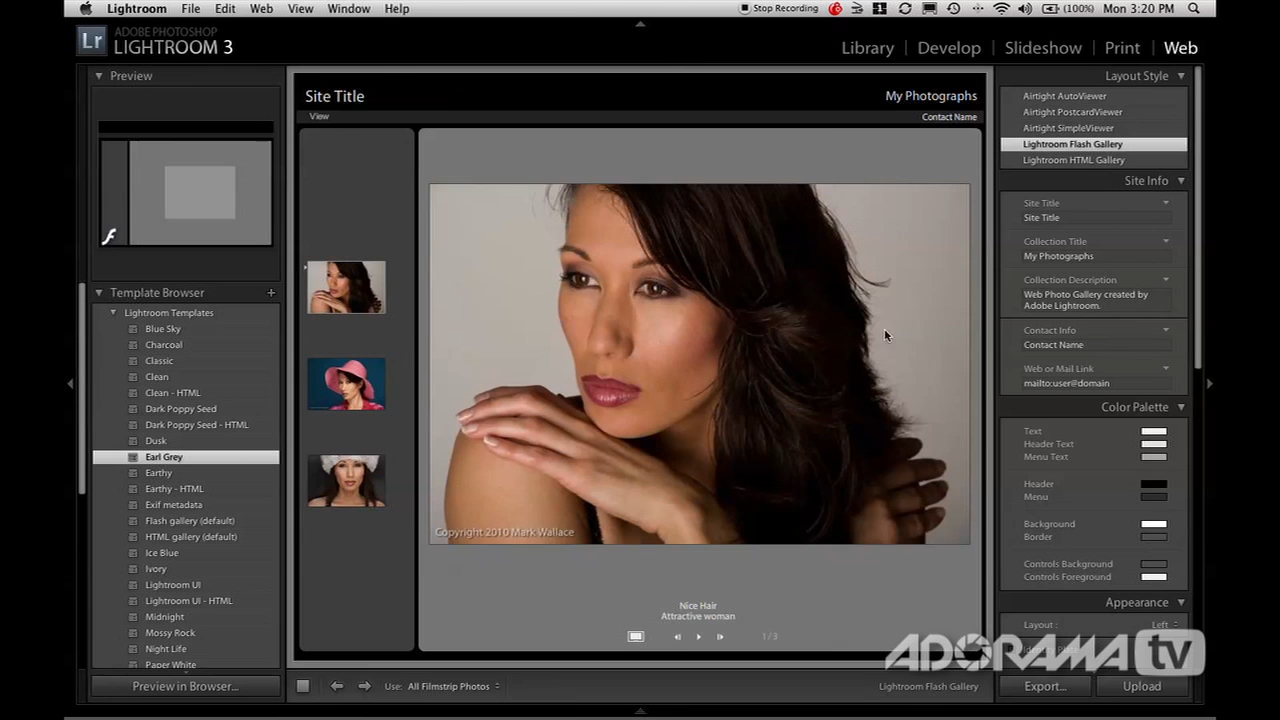 Lightroom File Edit Web View Window Help Stop Recording (100%) Mon 3:20 PM
Lr ADOBE PHOTOSHOP
LIGHTROOM 3
Library | Develop | Slideshow | Print | Web
Preview
Template Browser +
Lightroom Templates
Blue Sky
Charcoal
Classic
Clean
Clean - HTML
Dark Poppy Seed
Dark Poppy Seed - HTML
Dusk
Earl Grey
Earthy
Earthy - HTML
Exif metadata
Flash gallery (default)
HTML gallery (default)
Ice Blue
Ivory
Lightroom UI
Lightroom UI - HTML
Midnight
Mossy Rock
Night Life
Paper White
Preview in Browser...
Site Title My Photographs
View Contact Name
Copyright 2010 Mark Wallace
Nice Hair
Attractive woman
1/3
Use: All Filmstrip Photos Lightroom Flash Gallery
Layout Style
Airtight AutoViewer
Airtight PostcardViewer
Airtight SimpleViewer
Lightroom Flash Gallery
Lightroom HTML Gallery
Site Info
Site Title
Site Title
Collection Title
My Photographs
Collection Description
Web Photo Gallery created by
Adobe Lightroom.
Contact Info
Contact Name
Web or Mail Link
mailto:user@domain
Color Palette
Text
Header Text
Menu Text
Header
Menu
Background
Border
Controls Background
Controls Foreground
Appearance
Layout : Left
ADORAMA tv
Export... Upload